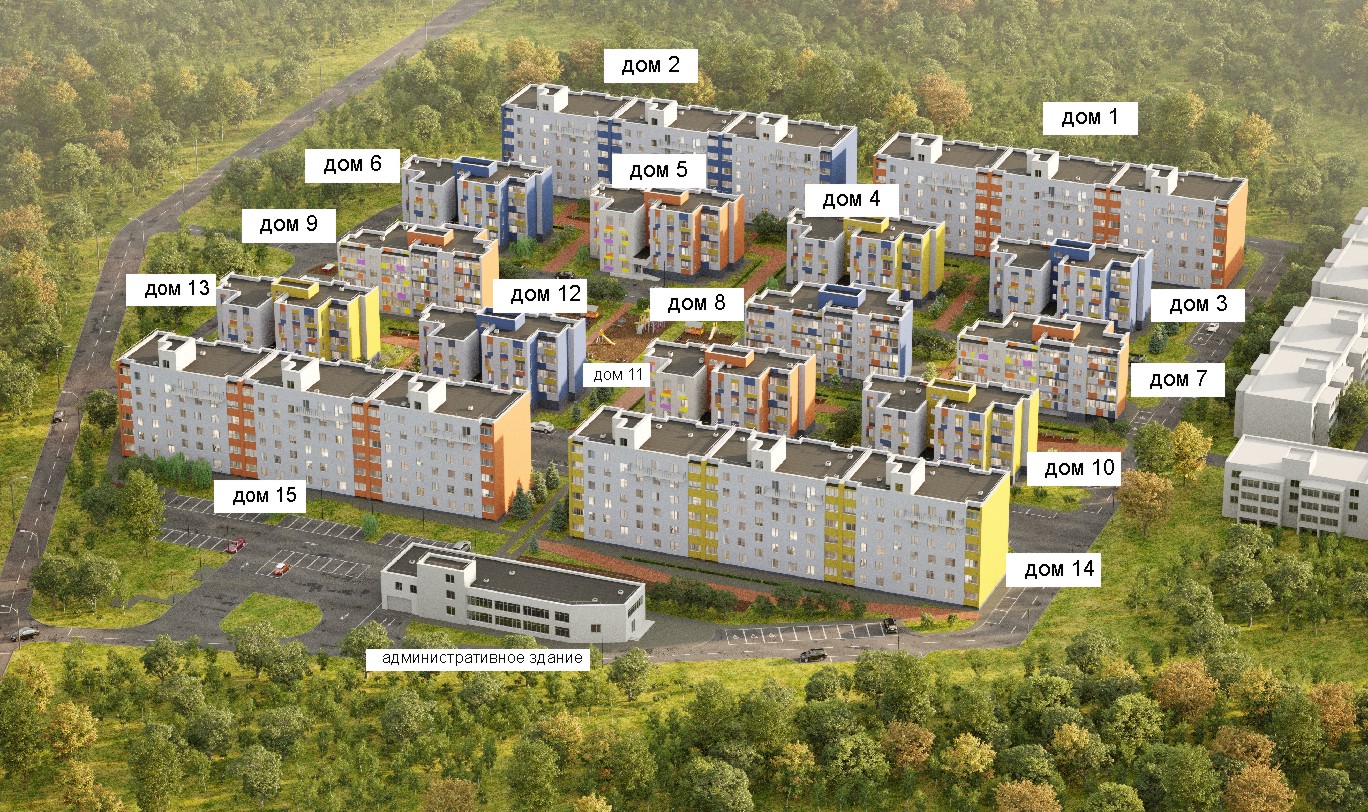 дом 2
дом 1
дом 6
дом 5
дом 4
дом 9
дом 13
дом 12
дом 8
дом 3
дом 11
дом 7
дом 10
дом 15
дом 14
административное здание